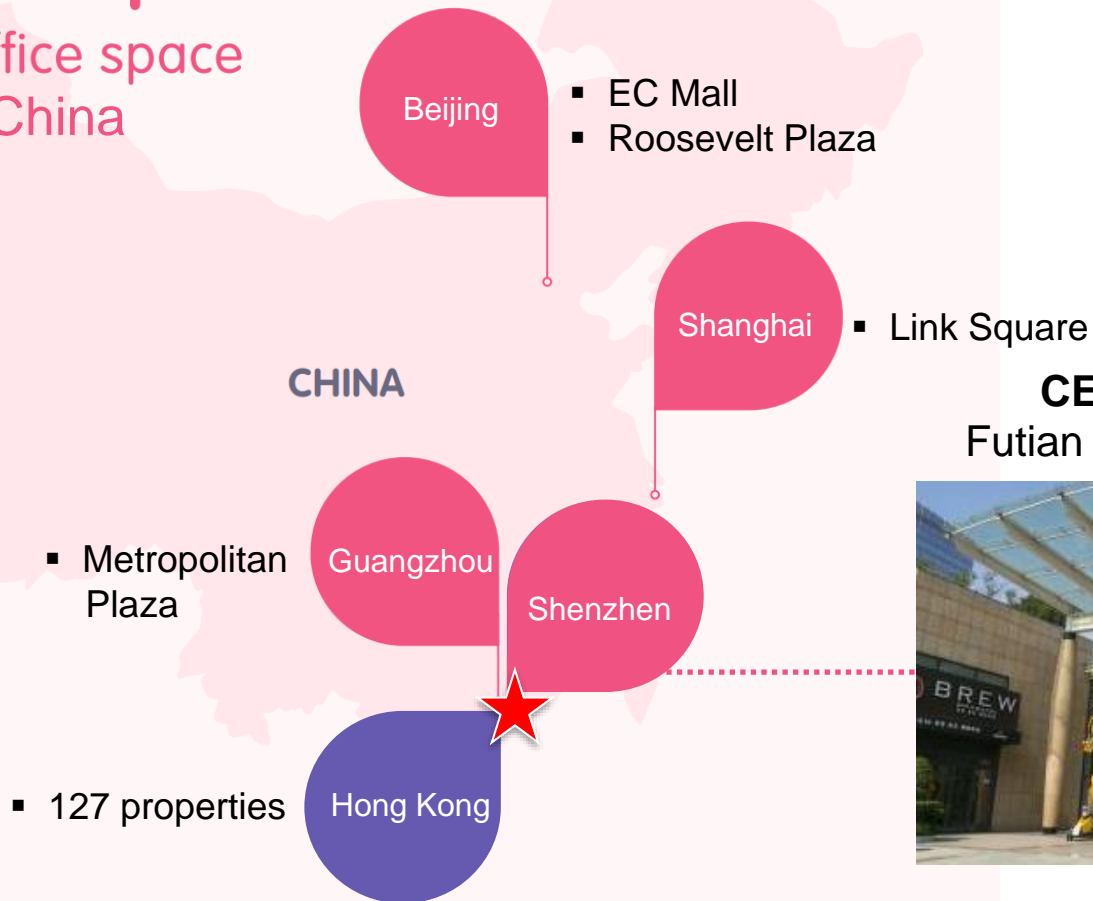 ffice space
China
Beijing
▪ EC Mall
▪ Roosevelt Plaza
Shanghai
▪ Link Square
CHINA
CE
Futian
▪ Metropolitan
Plaza
Guangzhou
Shenzhen
BREW
▪ 127 properties
Hong Kong